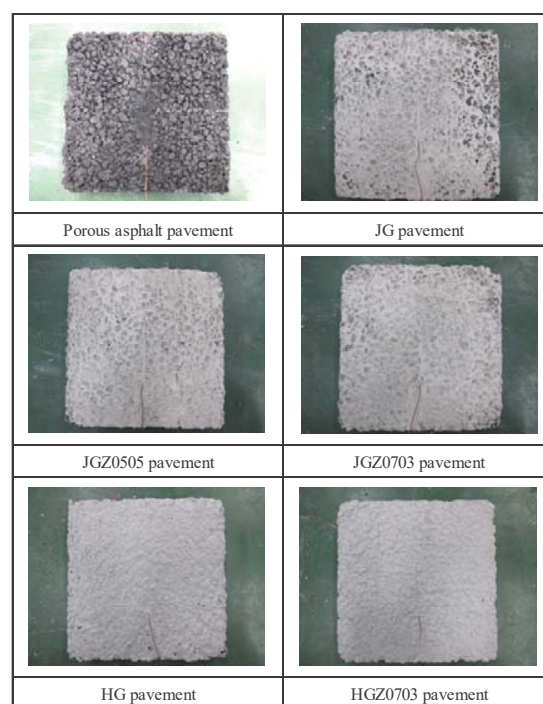 Porous asphalt pavement
JG pavement
JGZ0505 pavement
JGZ0703 pavement
HG pavement
HGZ0703 pavement